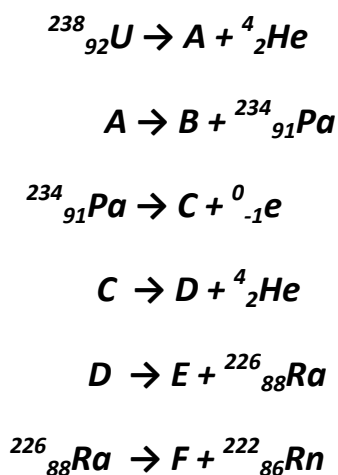 ²³⁸₉₂U → A + ⁴₂He
A → B + ²³⁴₉₁Pa
²³⁴₉₁Pa → C + ⁰₋₁e
C → D + ⁴₂He
D → E + ²²⁶₈₈Ra
²²⁶₈₈Ra → F + ²²²₈₆Rn